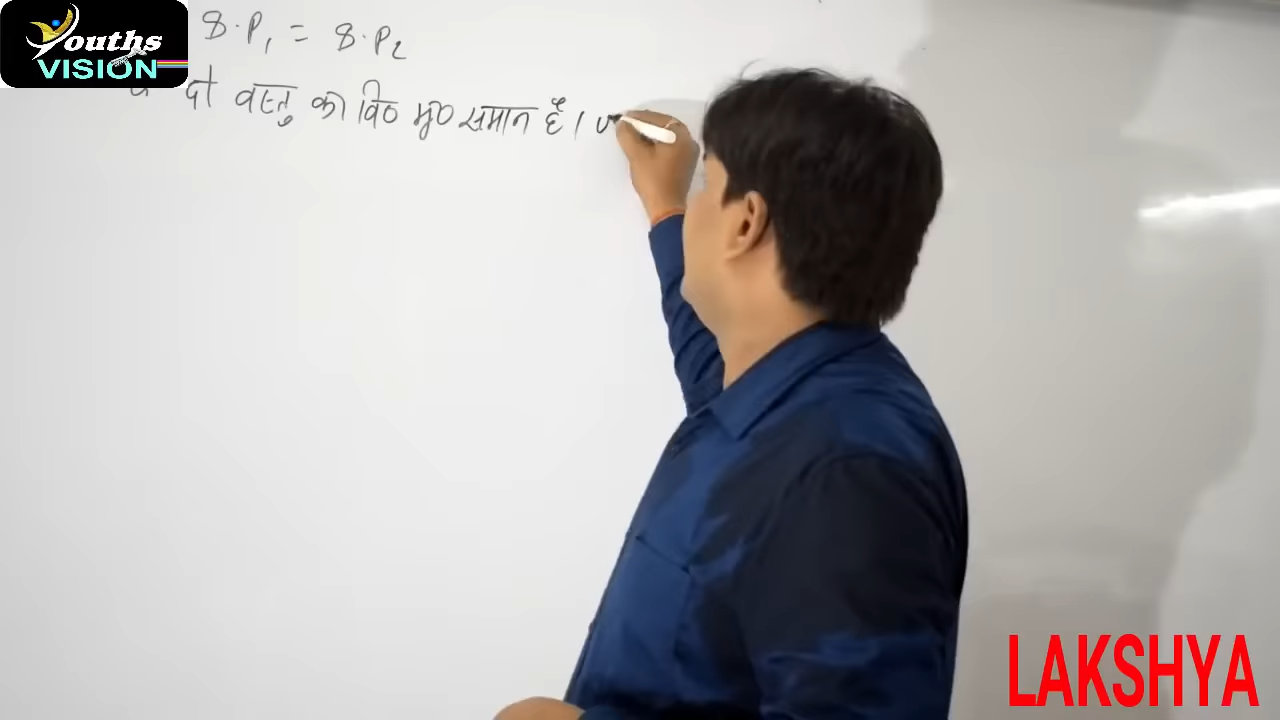 Youths
VISION
S.P₁ = S.P₂
दो वस्तु का वि० मू० समान है।
LAKSHYA